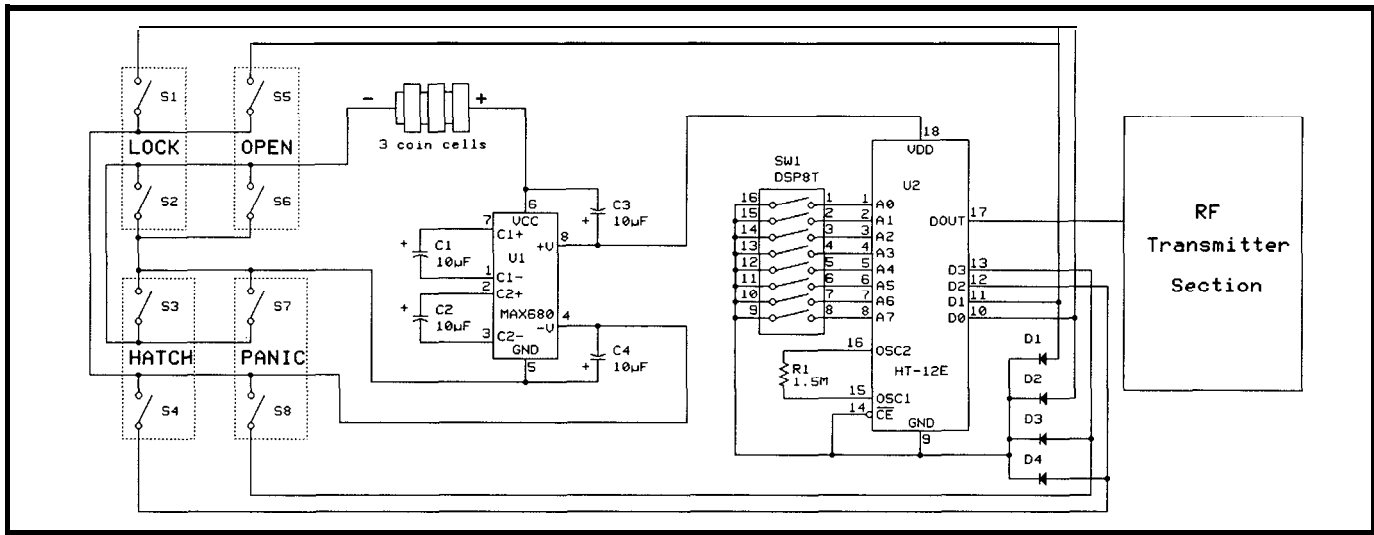 S1
S5
LOCK
OPEN
S2
S6
S3
S7
HATCH
PANIC
S4
S8
- +
3 coin cells
6
VCC
7
C1+
U1
+V
8
1
C1-
2
C2+
MAX680
-V
4
3
C2-
GND
5
+ C1
10µF
+ C2
10µF
C3
+ 10µF
C4
+ 10µF
SW1
DSP8T
16 1
15 2
14 3
13 4
12 5
11 6
10 7
9 8
18
VDD
U2
1 A0
2 A1
3 A2
4 A3
5 A4
6 A5
7 A6
8 A7
DOUT 17
D3 13
D2 12
D1 11
D0 10
16 OSC2
HT-12E
R1
1.5M
15 OSC1
14 CE
GND
9
D1
D2
D3
D4
RF
Transmitter
Section